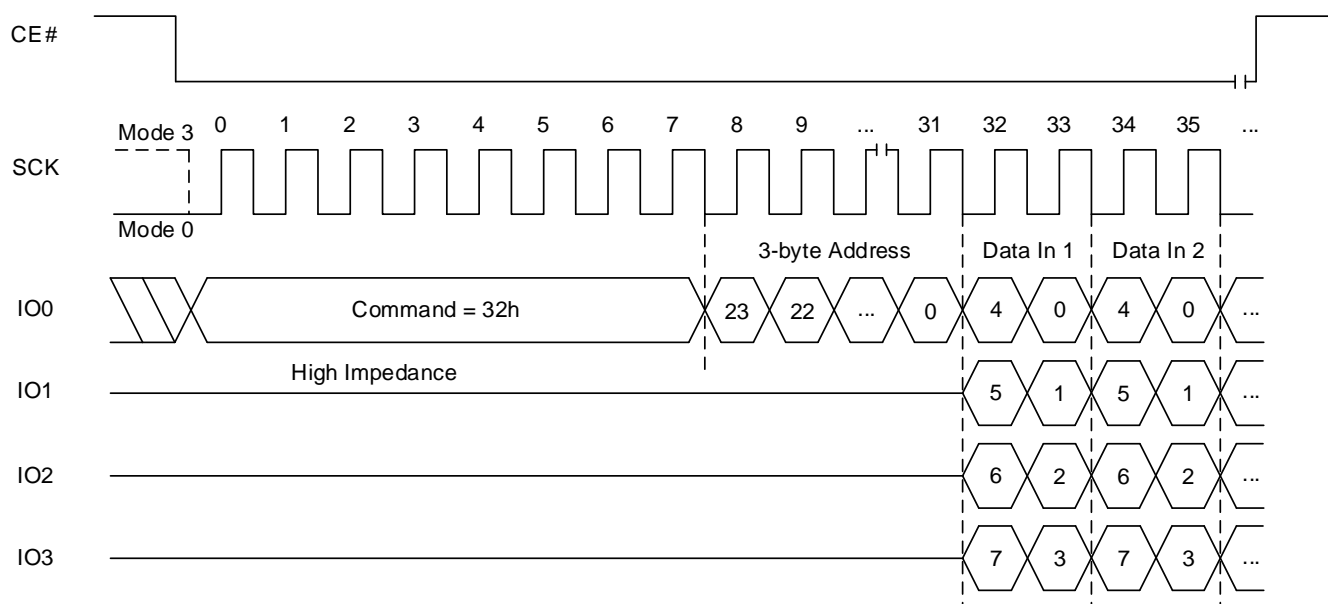 CE#
0 1 2 3 4 5 6 7 8 9 ... 31 32 33 34 35 ...
Mode 3
SCK
Mode 0
3-byte Address Data In 1 Data In 2
IO0 Command = 32h 23 22 ... 0 4 0 4 0 ...
High Impedance
IO1 5 1 5 1 ...
IO2 6 2 6 2 ...
IO3 7 3 7 3 ...